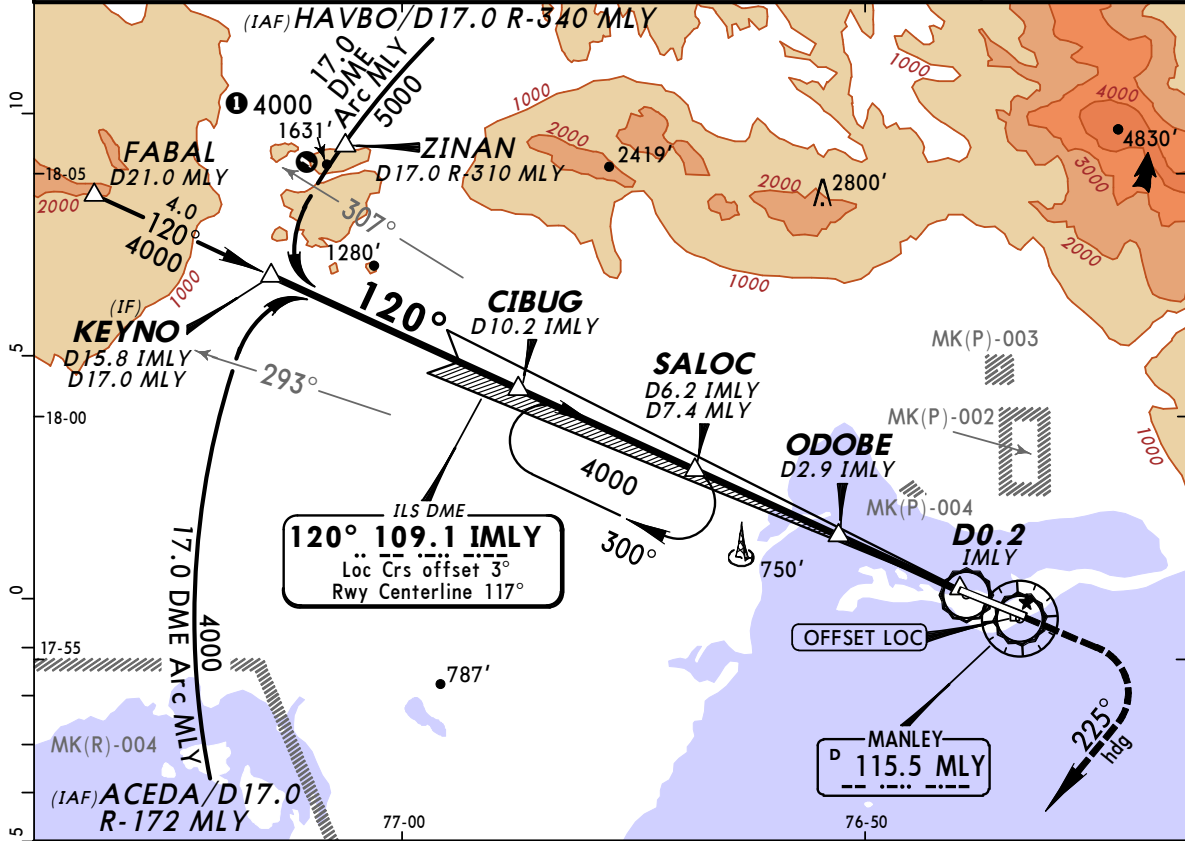 (IAF) HAVBO/D17.0 R-340 MLY
17.0
DME
Arc MLY
5000
1000
1000
1000
10
❶ 4000
1631'
❶
FABAL
D21.0 MLY
ZINAN
D17.0 R-310 MLY
2000
2419'
4000
4830'
18-05
2000
4.0
120°
4000
307°
2000
2800'
3000
2000
1280'
1000
1000
(IF)
KEYNO
D15.8 IMLY
D17.0 MLY
120°
CIBUG
D10.2 IMLY
MK(P)-003
5
293°
SALOC
D6.2 IMLY
D7.4 MLY
18-00
MK(P)-002
1000
ODOBE
D2.9 IMLY
4000
MK(P)-004
300°
ILS DME
120° 109.1 IMLY
.. -- .-.. -.--
Loc Crs offset 3°
Rwy Centerline 117°
750'
D0.2
IMLY
17.0 DME Arc MLY
4000
0
OFFSET LOC
17-55
787'
225°
hdg
MK(R)-004
MANLEY
D 115.5 MLY
-- .-.. -.--
(IAF) ACEDA/D17.0
R-172 MLY
5
77-00
76-50